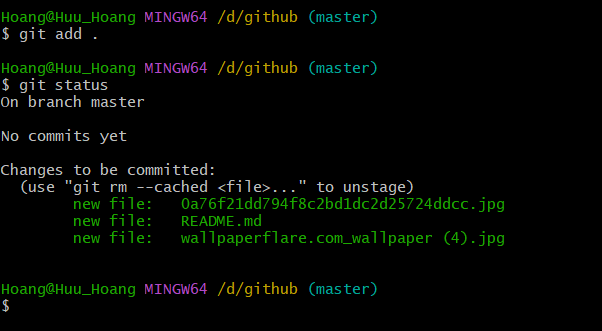 Hoang@Huu_Hoang MINGW64 /d/github (master)
$ git add .
Hoang@Huu_Hoang MINGW64 /d/github (master)
$ git status
On branch master
No commits yet
Changes to be committed:
(use "git rm --cached <file>..." to unstage)
new file: 0a76f21dd794f8c2bd1dc2d25724ddcc.jpg
new file: README.md
new file: wallpaperflare.com_wallpaper (4).jpg
Hoang@Huu_Hoang MINGW64 /d/github (master)
$